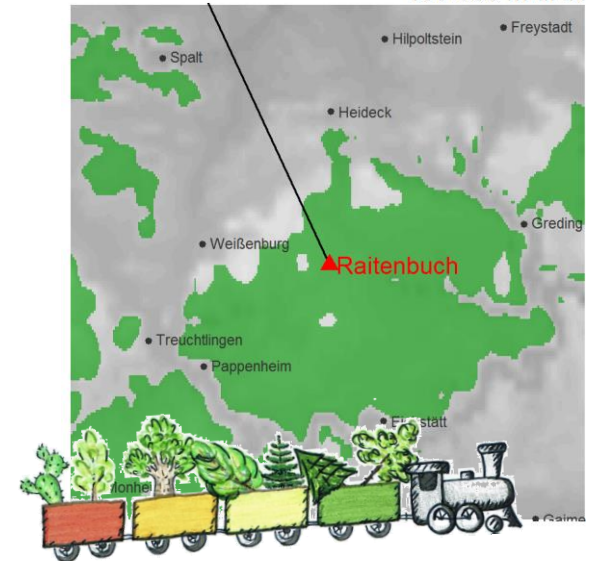 Freystadt
Hilpoltstein
Spalt
Heideck
Greding
Weißenburg
Raitenbuch
Treuchtlingen
Pappenheim